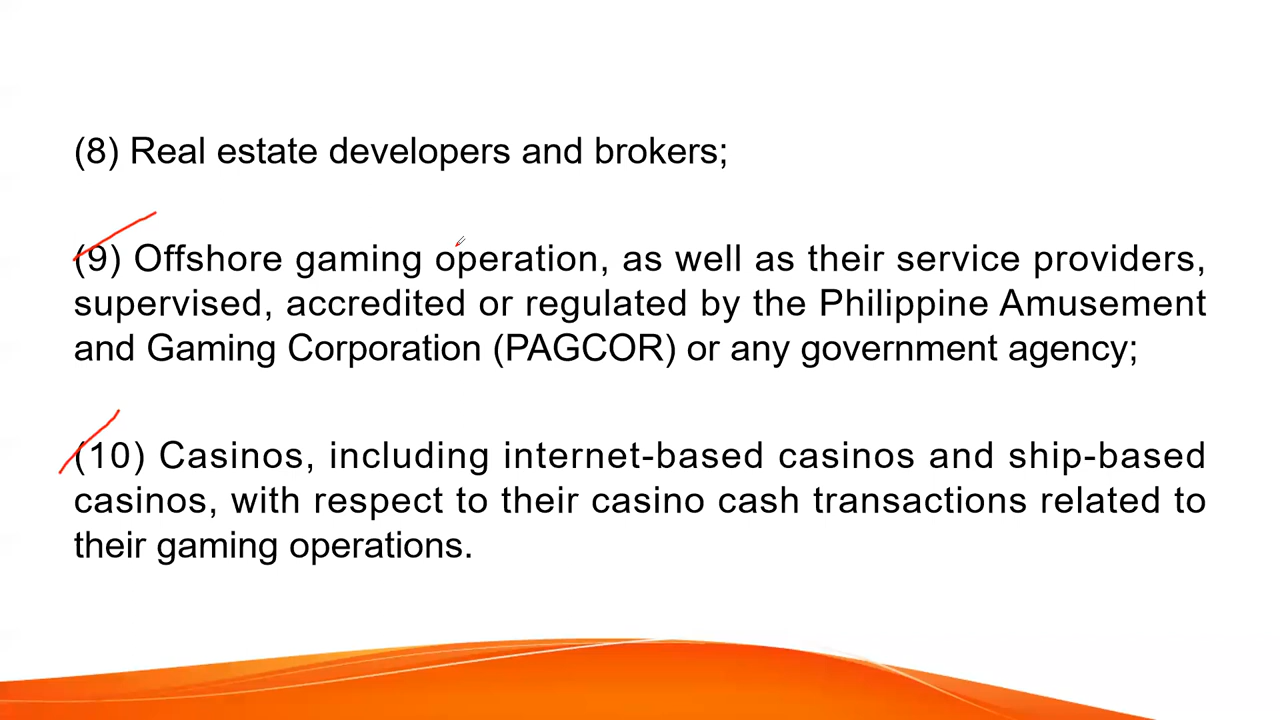 (8) Real estate developers and brokers;
(9) Offshore gaming operation, as well as their service providers,
supervised, accredited or regulated by the Philippine Amusement
and Gaming Corporation (PAGCOR) or any government agency;
(10) Casinos, including internet-based casinos and ship-based
casinos, with respect to their casino cash transactions related to
their gaming operations.